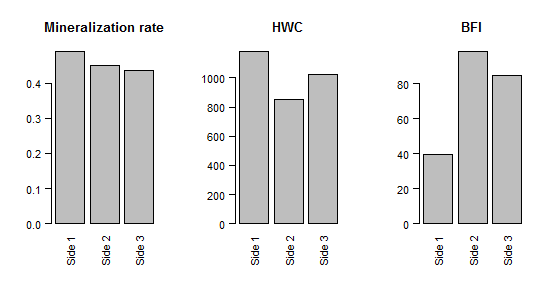 Mineralization rate
0.4
0.3
0.2
0.1
0.0
Side 1
Side 2
Side 3
HWC
1000
800
600
400
200
0
Side 1
Side 2
Side 3
BFI
80
60
40
20
0
Side 1
Side 2
Side 3